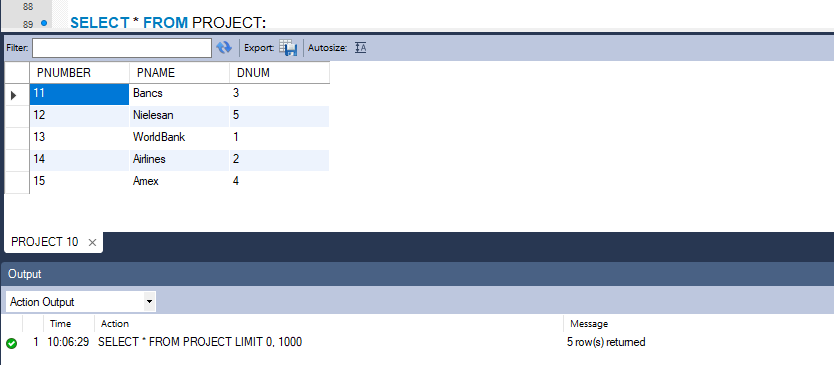 88
89 SELECT * FROM PROJECT;
Filter: Export: Autosize:
PNUMBER PNAME DNUM
11 Bancs 3
12 Nielesan 5
13 WorldBank 1
14 Airlines 2
15 Amex 4
PROJECT 10 ×
Output
Action Output
Time Action Message
1 10:06:29 SELECT * FROM PROJECT LIMIT 0, 1000 5 row(s) returned